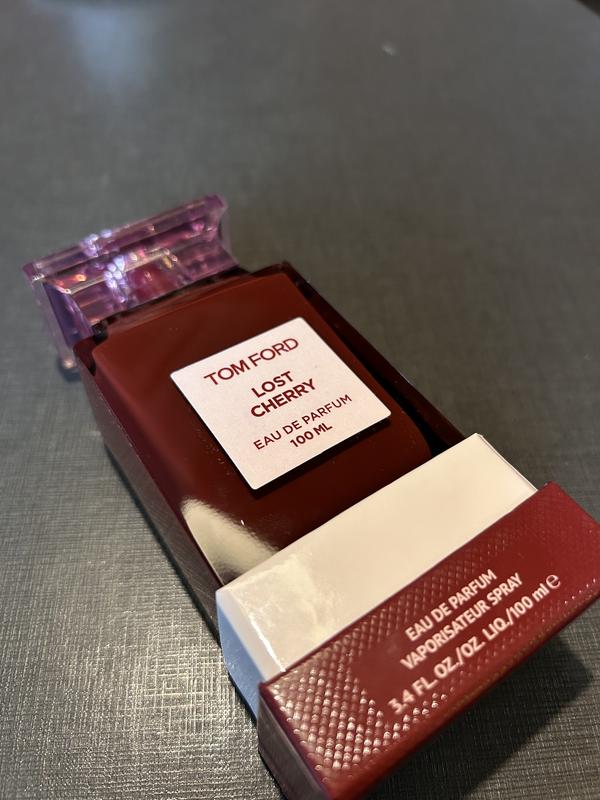 TOM FORD
LOST
CHERRY
EAU DE PARFUM
100 ML
EAU DE PARFUM
VAPORISATEUR SPRAY
3.4 FL. OZ./OZ LIQ./100 ml ℮